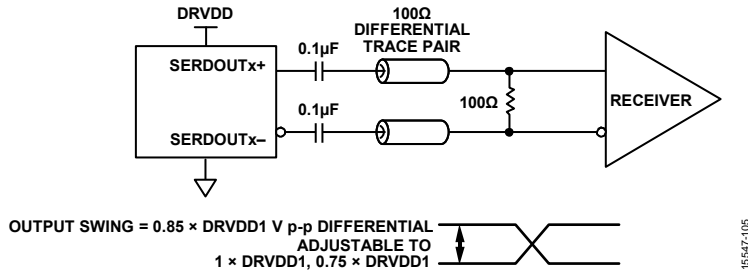 DRVDD
100Ω
DIFFERENTIAL
TRACE PAIR
0.1µF
SERDOUTx+
100Ω
RECEIVER
0.1µF
SERDOUTx–
OUTPUT SWING = 0.85 × DRVDD1 V p-p DIFFERENTIAL
ADJUSTABLE TO
1 × DRVDD1, 0.75 × DRVDD1
15547-105